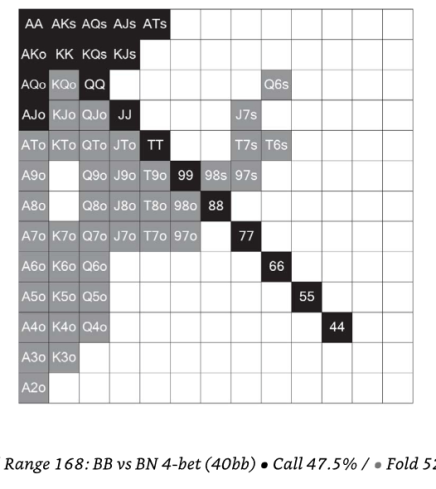 AA AKs AQs AJs ATs
AKo KK KQs KJs
AQo KQo QQ Q6s
AJo KJo QJo JJ J7s
ATo KTo QTo JTo TT T7s T6s
A9o Q9o J9o T9o 99 98s 97s
A8o Q8o J8o T8o 98o 88
A7o K7o Q7o J7o T7o 97o 77
A6o K6o Q6o 66
A5o K5o Q5o 55
A4o K4o Q4o 44
A3o K3o
A2o
Range 168: BB vs BN 4-bet (40bb) • Call 47.5% / • Fold 52